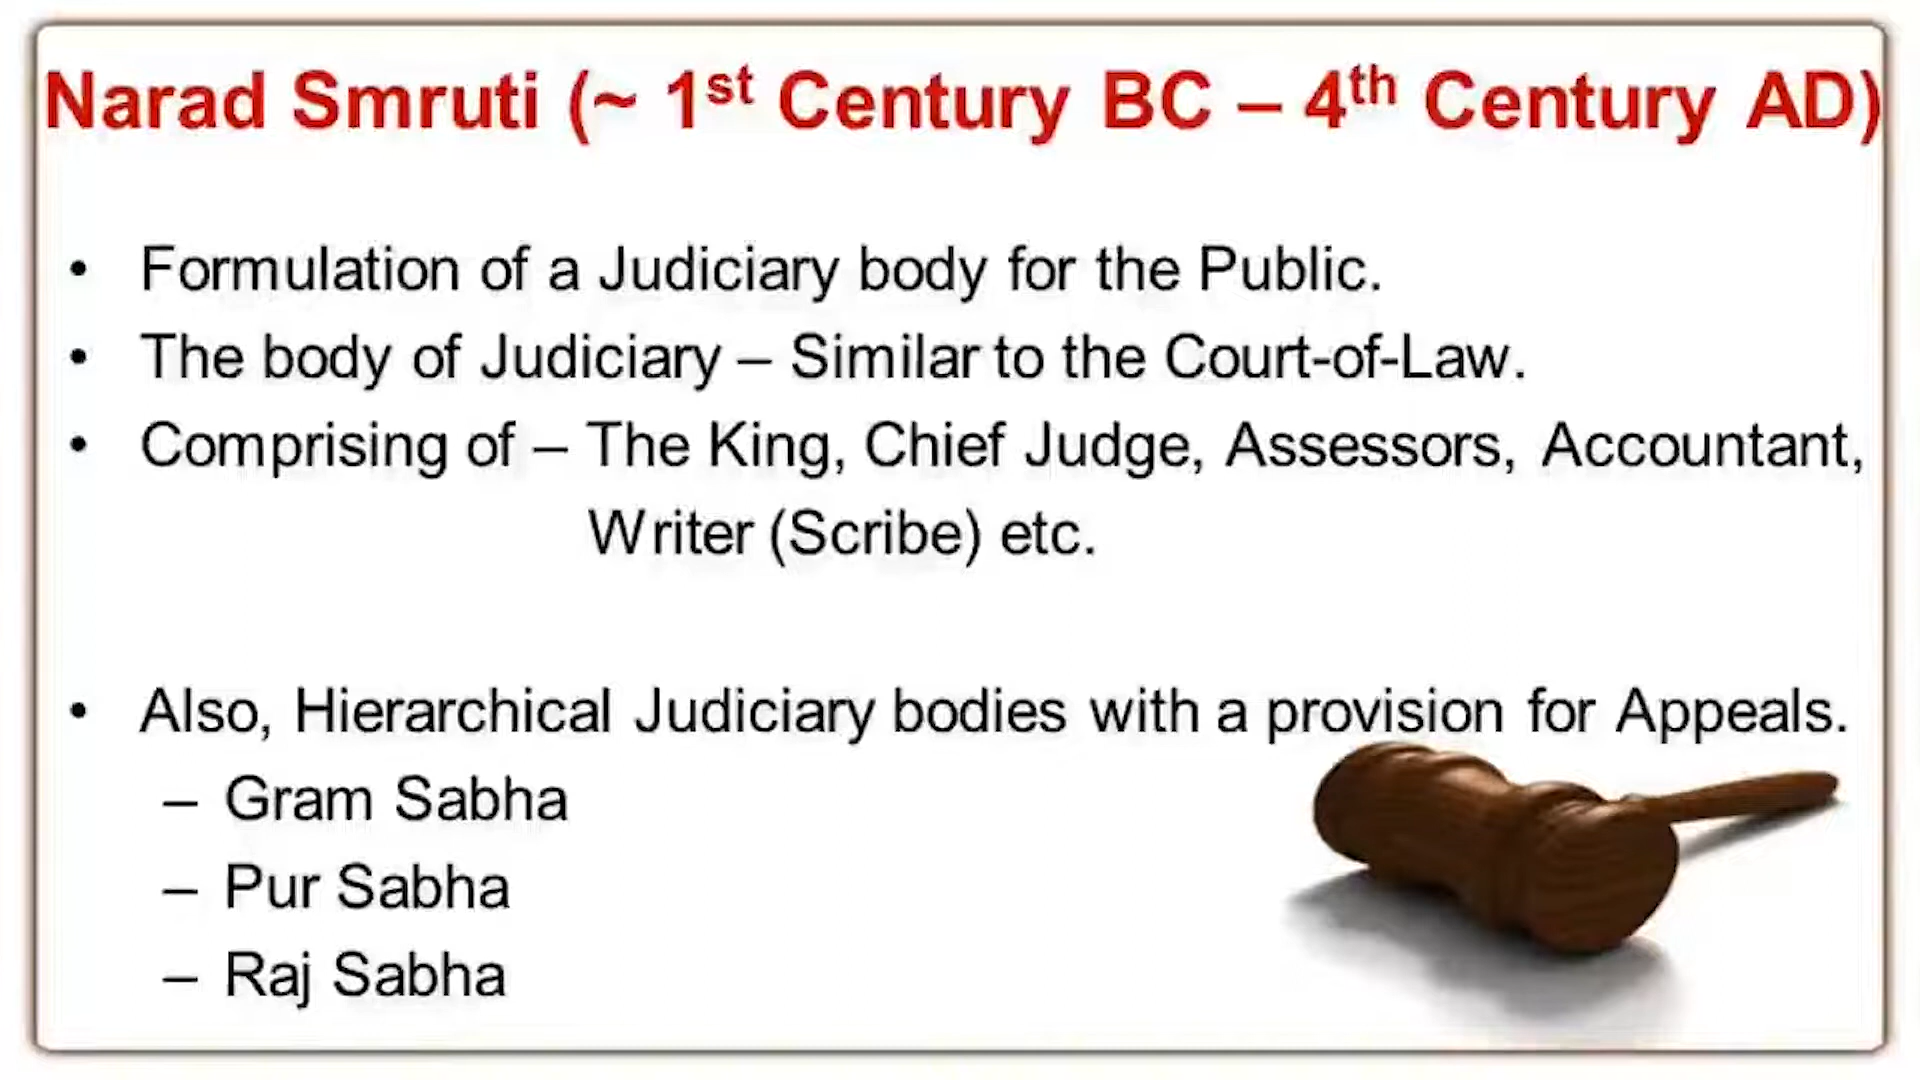 Narad Smruti (~ 1st Century BC – 4th Century AD)
• Formulation of a Judiciary body for the Public.
• The body of Judiciary – Similar to the Court-of-Law.
• Comprising of – The King, Chief Judge, Assessors, Accountant,
Writer (Scribe) etc.
• Also, Hierarchical Judiciary bodies with a provision for Appeals.
– Gram Sabha
– Pur Sabha
– Raj Sabha